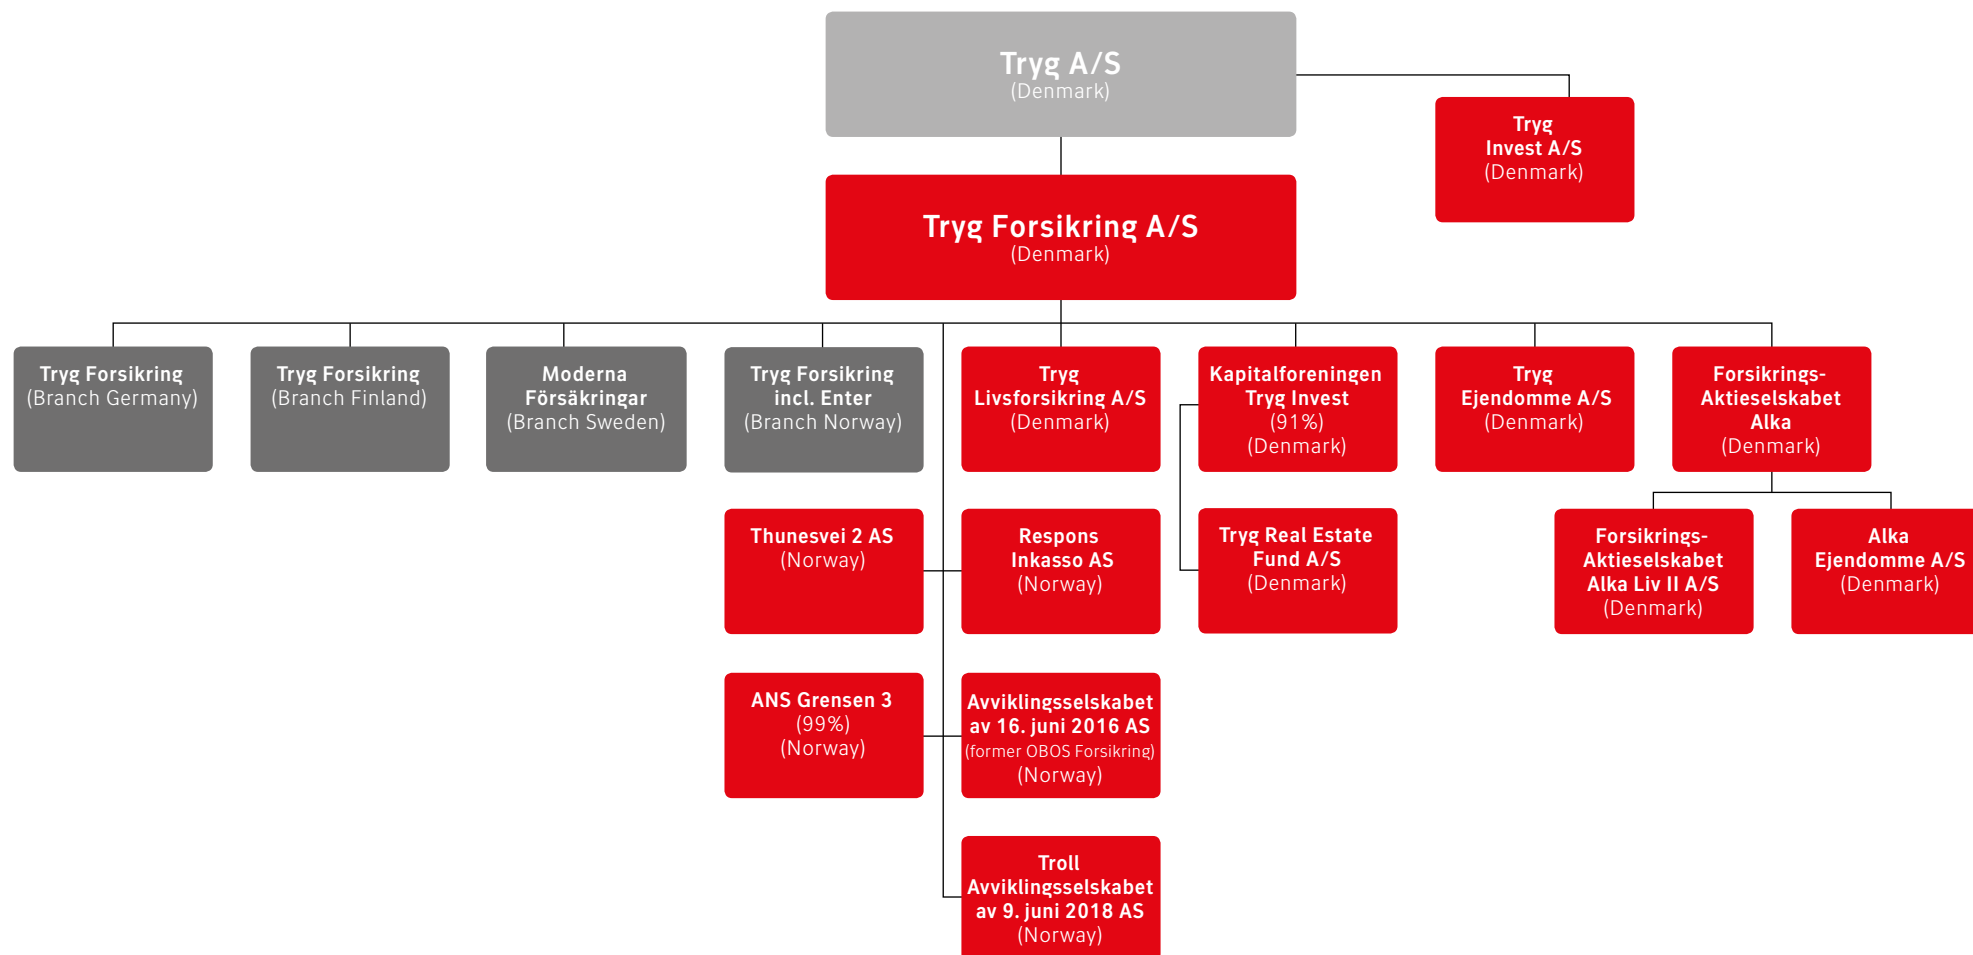 Tryg A/S
(Denmark)
Tryg
Invest A/S
(Denmark)
Tryg Forsikring A/S
(Denmark)
Tryg Forsikring
(Branch Germany)
Tryg Forsikring
(Branch Finland)
Moderna
Försäkringar
(Branch Sweden)
Tryg Forsikring
incl. Enter
(Branch Norway)
Tryg
Livsforsikring A/S
(Denmark)
Kapitalforeningen
Tryg Invest
(91%)
(Denmark)
Tryg
Ejendomme A/S
(Denmark)
Forsikrings-
Aktieselskabet
Alka
(Denmark)
Thunesvei 2 AS
(Norway)
Respons
Inkasso AS
(Norway)
Tryg Real Estate
Fund A/S
(Denmark)
Forsikrings-
Aktieselskabet
Alka Liv II A/S
(Denmark)
Alka
Ejendomme A/S
(Denmark)
ANS Grensen 3
(99%)
(Norway)
Avviklingsselskabet
av 16. juni 2016 AS
(former OBOS Forsikring)
(Norway)
Troll
Avviklingsselskabet
av 9. juni 2018 AS
(Norway)